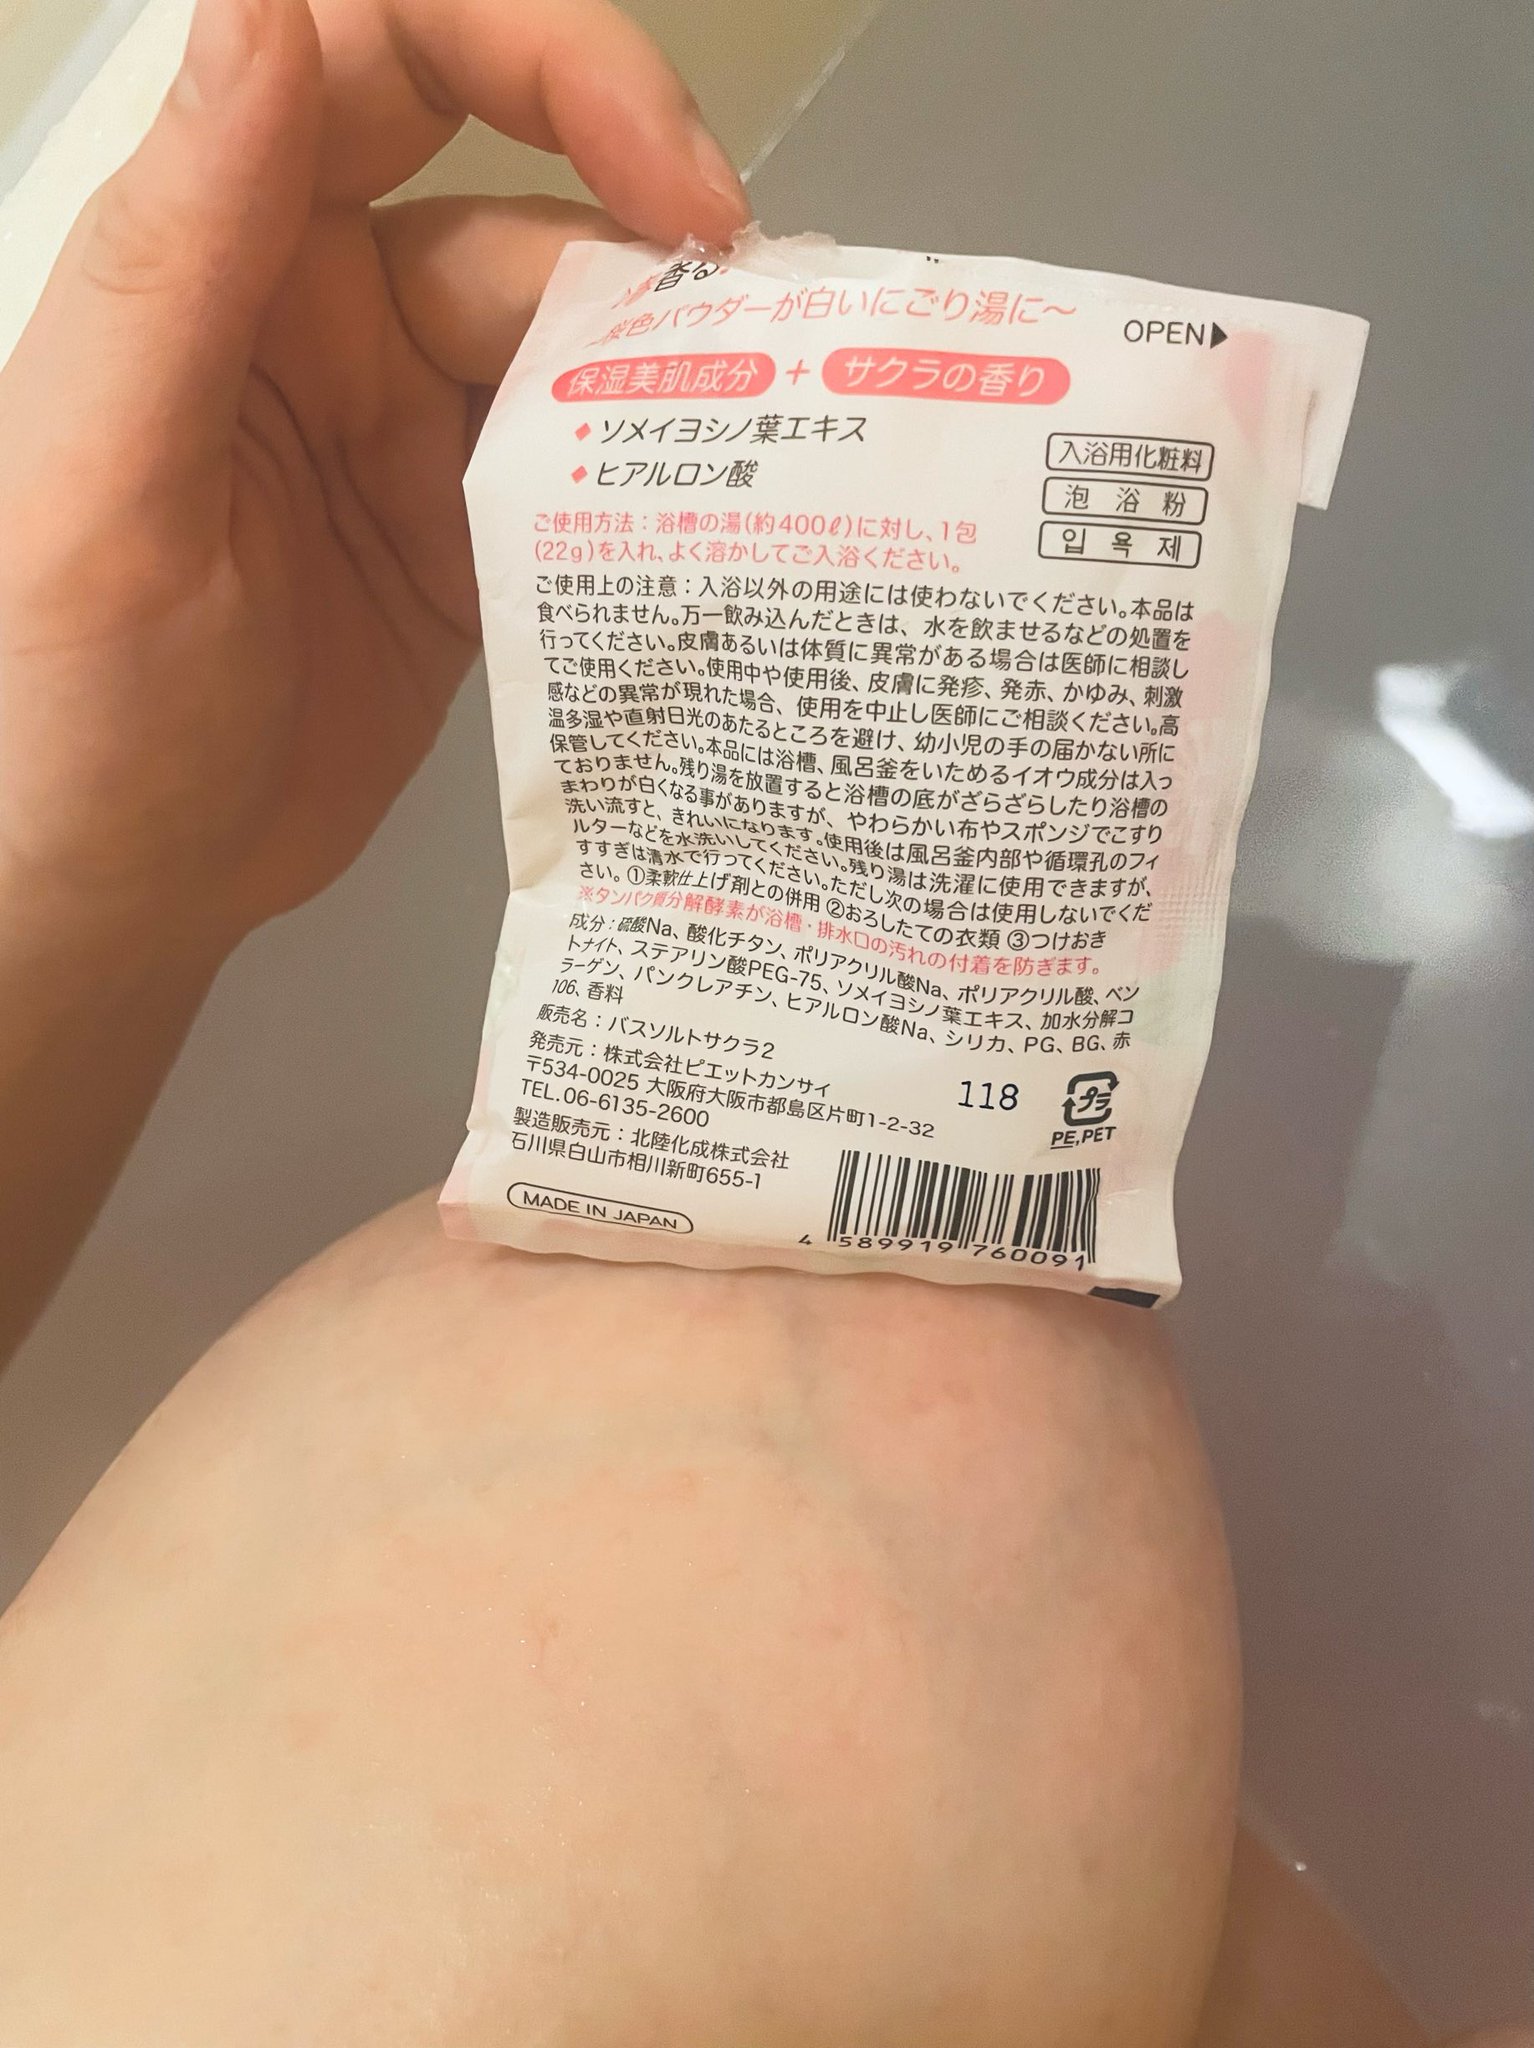 香る
桜色パウダーが白いにごり湯に〜
OPEN▶
保湿美肌成分 + サクラの香り
◆ ソメイヨシノ葉エキス
◆ ヒアルロン酸
入浴用化粧料
泡 浴 粉
입 욕 제
ご使用方法：浴槽の湯(約400ℓ)に対し、1包
(22g)を入れ、よく溶かしてご入浴ください。
ご使用上の注意：入浴以外の用途には使わないでください。本品は
食べられません。万一飲み込んだときは、水を飲ませるなどの処置を
行ってください。皮膚あるいは体質に異常がある場合は医師に相談し
てご使用ください。使用中や使用後、皮膚に発疹、発赤、かゆみ、刺激
感などの異常が現れた場合、使用を中止し医師にご相談ください。高
温多湿や直射日光のあたるところを避け、幼小児の手の届かない所に
保管してください。本品には浴槽、風呂釜をいためるイオウ成分は入っ
ておりません。残り湯を放置すると浴槽の底がざらざらしたり浴槽の
まわりが白くなる事がありますが、やわらかい布やスポンジでこすり
洗い流すと、きれいになります。使用後は風呂釜内部や循環孔のフィ
ルターなどを水洗いしてください。残り湯は洗濯に使用できますが、
すすぎは清水で行ってください。ただし次の場合は使用しないでくだ
さい。①柔軟仕上げ剤との併用 ②おろしたての衣類 ③つけおき
※タンパク質分解酵素が浴槽・排水口の汚れの付着を防ぎます。
成分：硫酸Na、酸化チタン、ポリアクリル酸Na、ポリアクリル酸、ベン
トナイト、ステアリン酸PEG-75、ソメイヨシノ葉エキス、加水分解コ
ラーゲン、パンクレアチン、ヒアルロン酸Na、シリカ、PG、BG、赤
106、香料
販売名：バスソルトサクラ2
発売元：株式会社ピエットカンサイ
〒534-0025 大阪府大阪市都島区片町1-2-32
TEL.06-6135-2600
製造販売元：北陸化成株式会社
石川県白山市相川新町655-1
118
プラ
PE,PET
MADE IN JAPAN
4 589919 760091